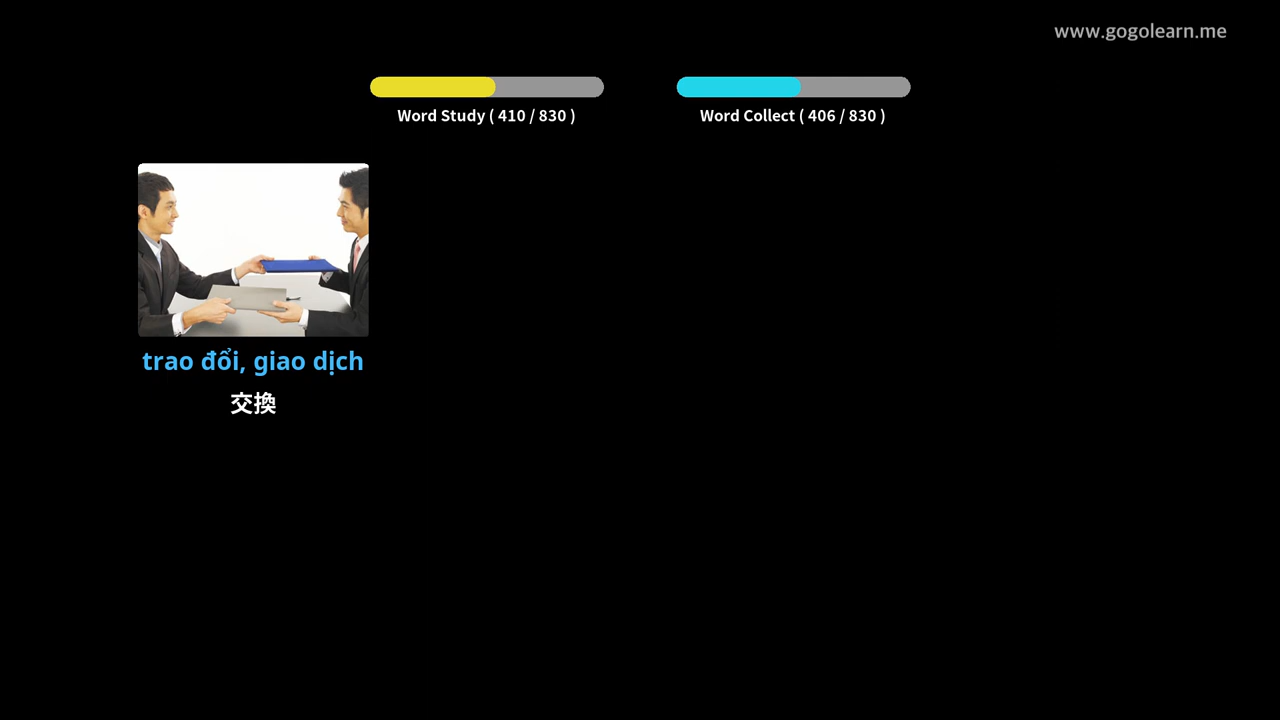 www.gogolearn.me
Word Study ( 410 / 830 )
Word Collect ( 406 / 830 )
trao đổi, giao dịch
交換